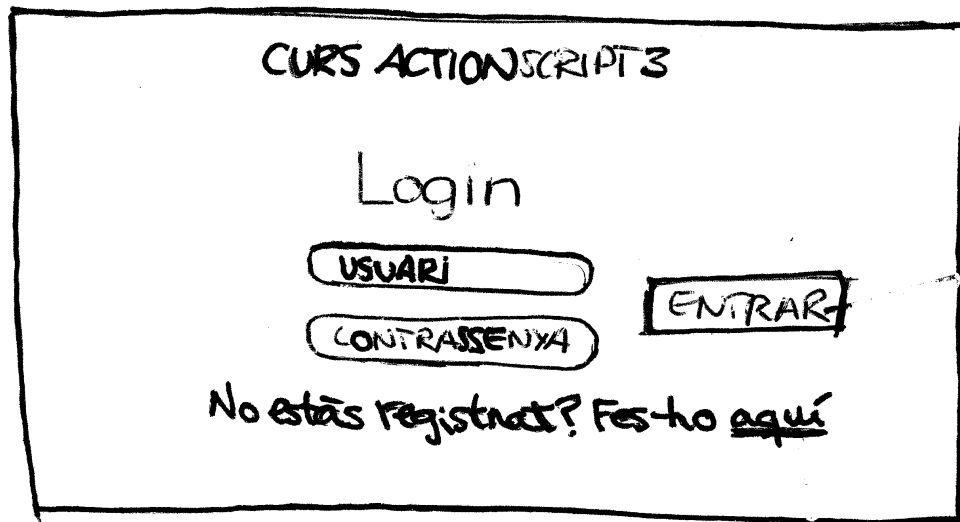 CURS ACTIONSCRIPT3
Login
USUARI
ENTRAR
CONTRASSENYA
No estàs registrat? Fes-ho aquí